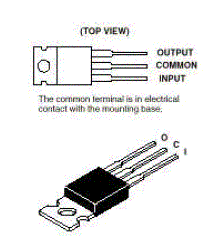 (TOP VIEW)
OUTPUT
COMMON
INPUT
The common terminal is in electrical
contact with the mounting base.
O
C
I